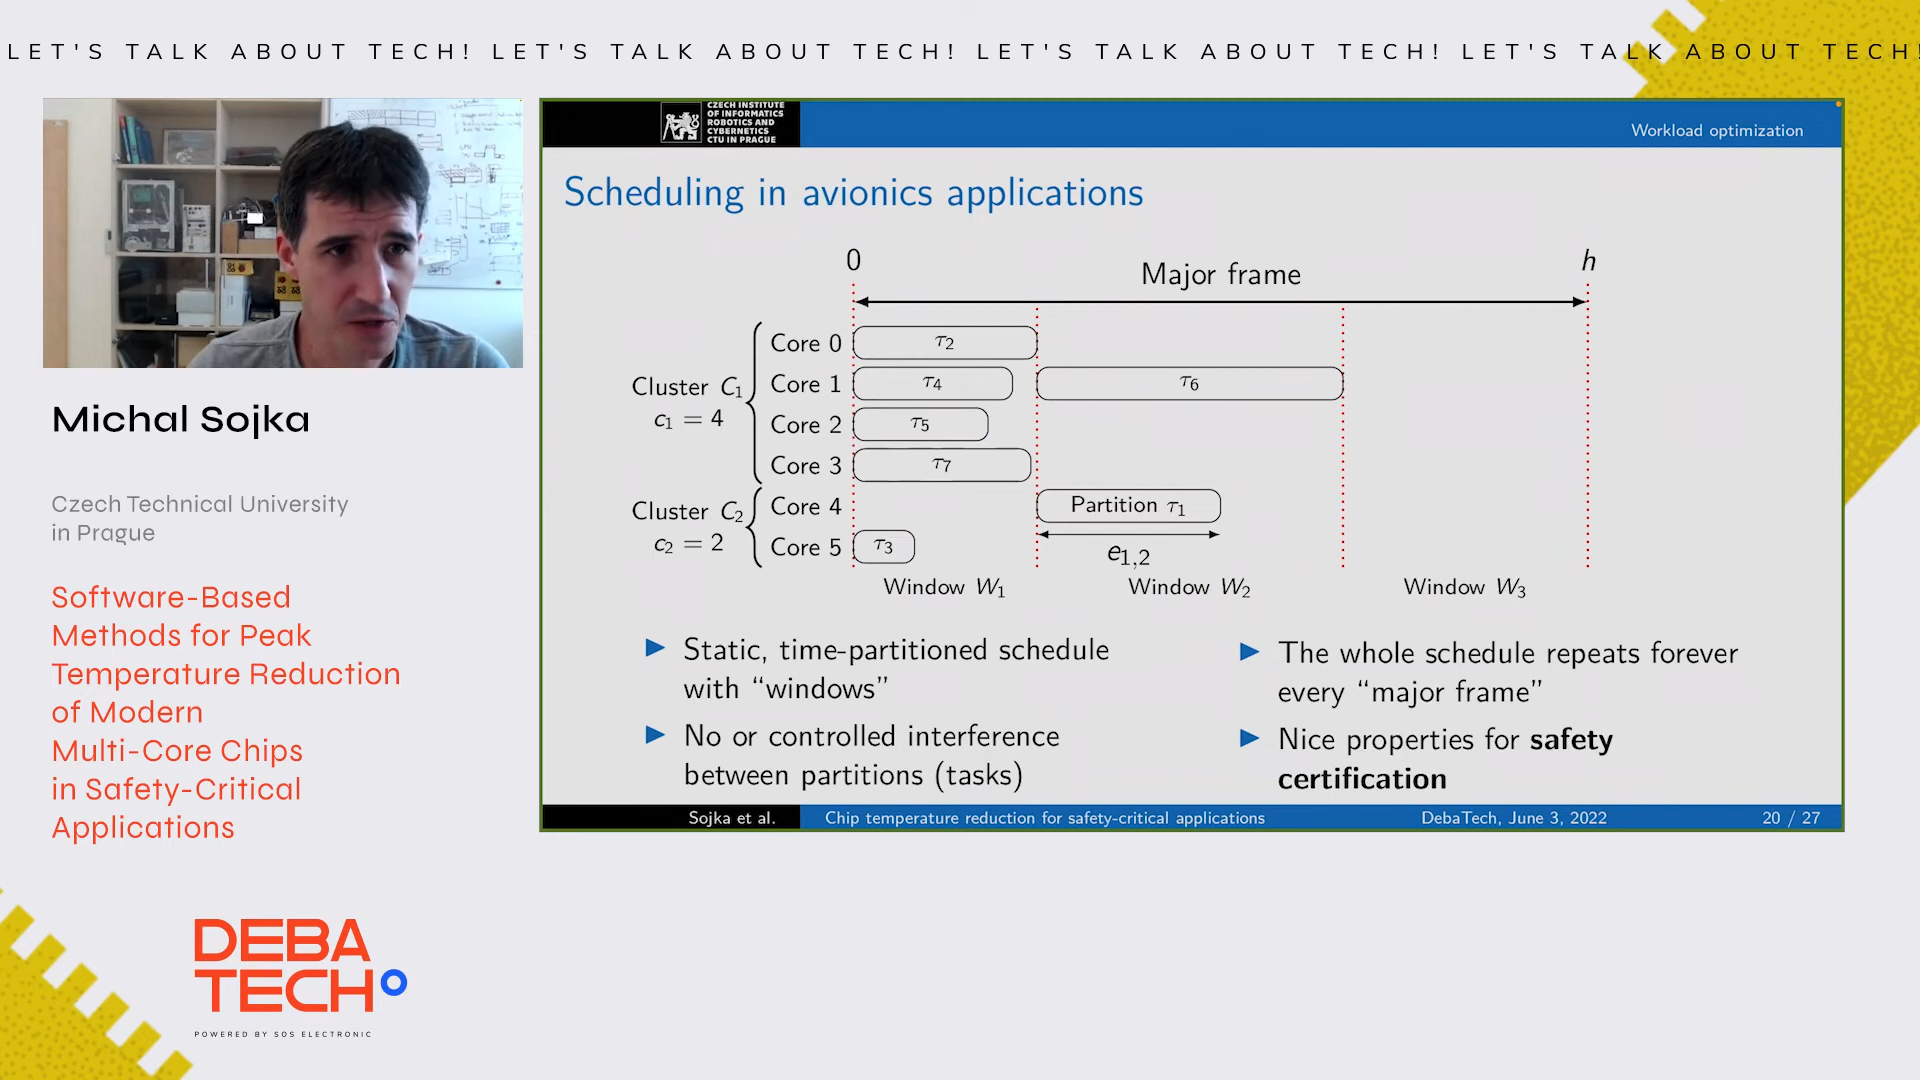 LET'S TALK ABOUT TECH! LET'S TALK ABOUT TECH! LET'S TALK ABOUT TECH! LET'S TALK ABOUT TECH!
CZECH INSTITUTE
OF INFORMATICS
ROBOTICS AND
CYBERNETICS
CTU IN PRAGUE
Workload optimization
Scheduling in avionics applications
0
h
Major frame
Cluster C₁
c₁ = 4
Core 0
τ₂
Core 1
τ₄
τ₆
Core 2
τ₅
Core 3
τ₇
Cluster C₂
c₂ = 2
Core 4
Partition τ₁
Core 5
τ₃
e₁,₂
Window W₁
Window W₂
Window W₃
Static, time-partitioned schedule
with “windows”
No or controlled interference
between partitions (tasks)
The whole schedule repeats forever
every “major frame”
Nice properties for safety
certification
Sojka et al.
Chip temperature reduction for safety-critical applications
DebaTech, June 3, 2022
20 / 27
Michal Sojka
Czech Technical University
in Prague
Software-Based
Methods for Peak
Temperature Reduction
of Modern
Multi-Core Chips
in Safety-Critical
Applications
DEBA
TECH
POWERED BY SOS ELECTRONIC